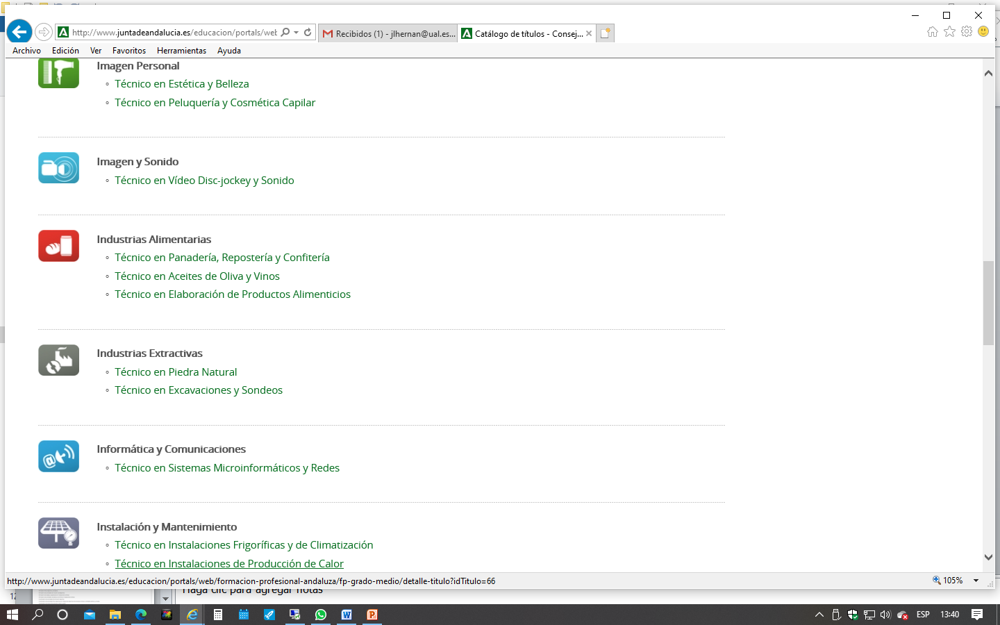 http://www.juntadeandalucia.es/educacion/portals/web
Recibidos (1) - jlhernan@ual.es...
Catálogo de títulos - Consej...
Archivo Edición Ver Favoritos Herramientas Ayuda
Imagen Personal
Técnico en Estética y Belleza
Técnico en Peluquería y Cosmética Capilar
Imagen y Sonido
Técnico en Vídeo Disc-jockey y Sonido
Industrias Alimentarias
Técnico en Panadería, Repostería y Confitería
Técnico en Aceites de Oliva y Vinos
Técnico en Elaboración de Productos Alimenticios
Industrias Extractivas
Técnico en Piedra Natural
Técnico en Excavaciones y Sondeos
Informática y Comunicaciones
Técnico en Sistemas Microinformáticos y Redes
Instalación y Mantenimiento
Técnico en Instalaciones Frigoríficas y de Climatización
Técnico en Instalaciones de Producción de Calor
http://www.juntadeandalucia.es/educacion/portals/web/formacion-profesional-andaluza/fp-grado-medio/detalle-titulo?idTitulo=66
105%
12
Haga clic para agregar notas
ESP 13:40